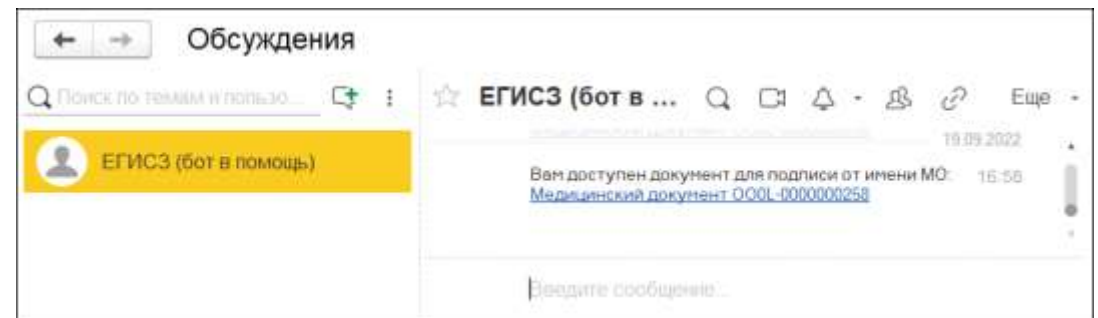 Обсуждения
Поиск по темам и пользо...
ЕГИСЗ (бот в помощь)
ЕГИСЗ (бот в ...
Еще
19.09.2022
Вам доступен документ для подписи от имени МО:
16:58
Медицинский документ ОО0L-0000000258
Введите сообщение...